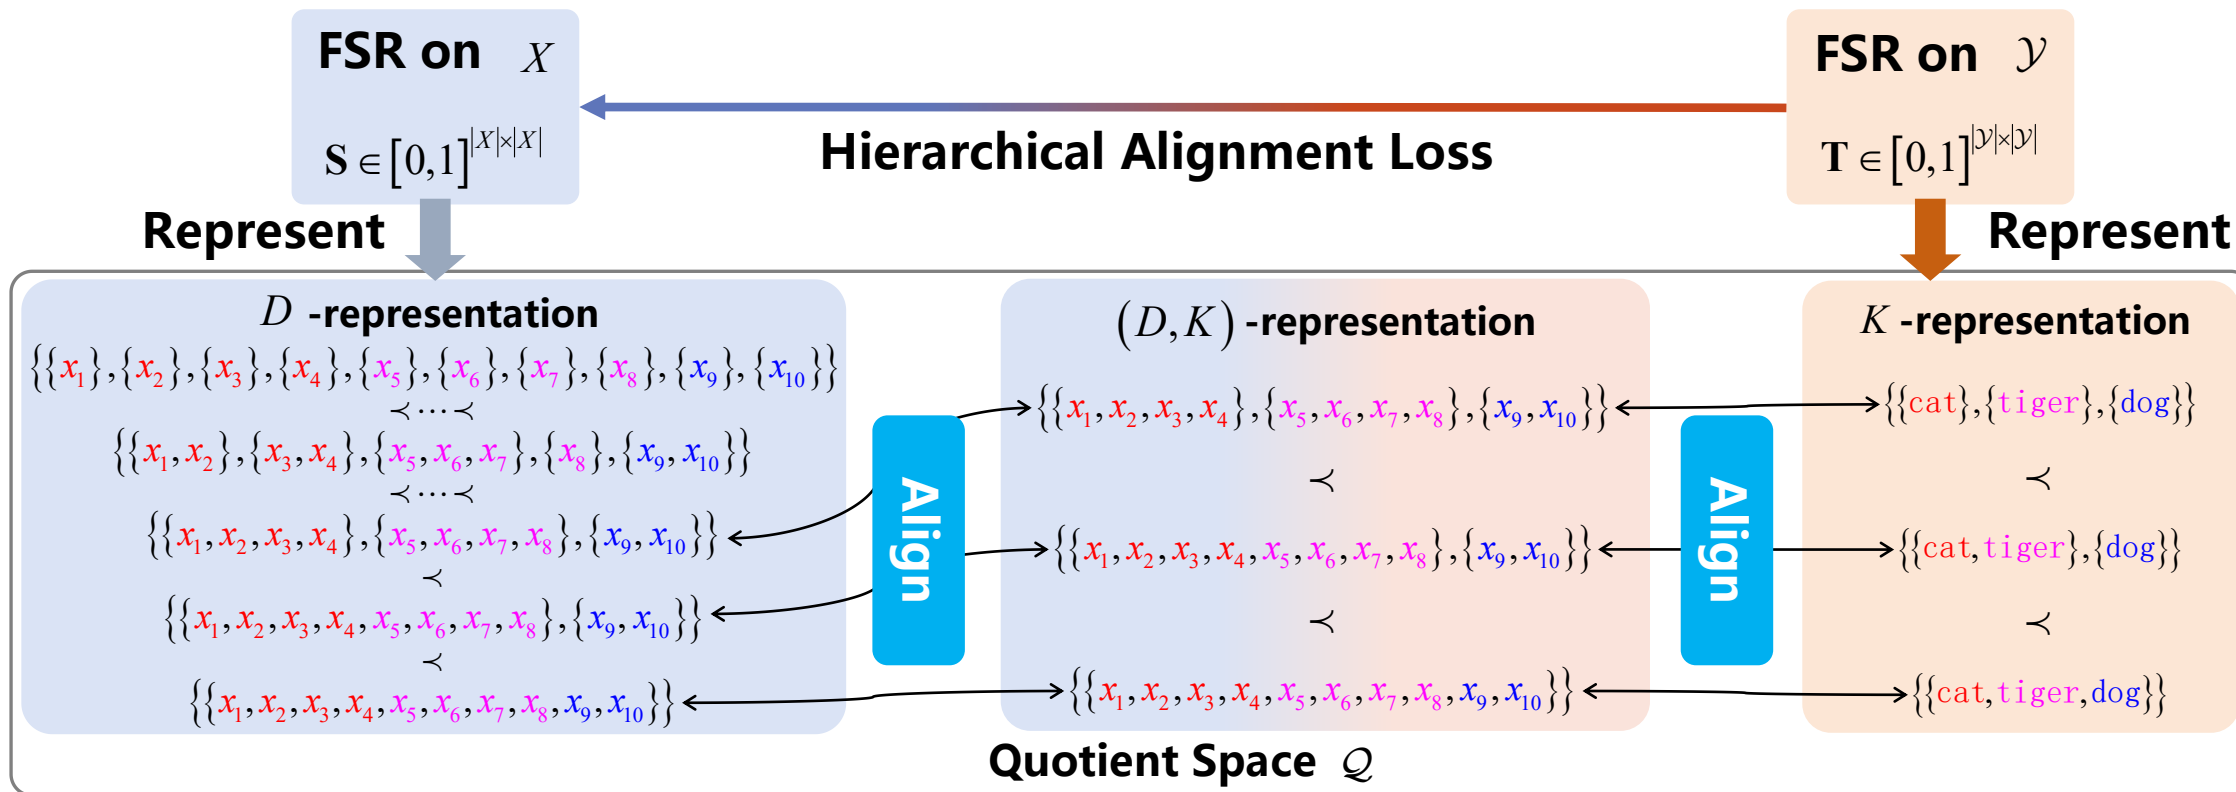 FSR on X
S ∈ [0,1]^{|X|×|X|}
FSR on 𝒴
T ∈ [0,1]^{|𝒴|×|𝒴|}
Hierarchical Alignment Loss
Represent
Represent
D -representation
{{x₁},{x₂},{x₃},{x₄},{x₅},{x₆},{x₇},{x₈},{x₉},{x₁₀}}
≺⋯≺
{{x₁,x₂},{x₃,x₄},{x₅,x₆,x₇},{x₈},{x₉,x₁₀}}
≺⋯≺
{{x₁,x₂,x₃,x₄},{x₅,x₆,x₇,x₈},{x₉,x₁₀}}
≺
{{x₁,x₂,x₃,x₄,x₅,x₆,x₇,x₈},{x₉,x₁₀}}
≺
{{x₁,x₂,x₃,x₄,x₅,x₆,x₇,x₈,x₉,x₁₀}}
Align
(D,K) -representation
{{x₁,x₂,x₃,x₄},{x₅,x₆,x₇,x₈},{x₉,x₁₀}}
≺
{{x₁,x₂,x₃,x₄,x₅,x₆,x₇,x₈},{x₉,x₁₀}}
≺
{{x₁,x₂,x₃,x₄,x₅,x₆,x₇,x₈,x₉,x₁₀}}
Align
K -representation
{{cat},{tiger},{dog}}
≺
{{cat,tiger},{dog}}
≺
{{cat,tiger,dog}}
Quotient Space 𝒬